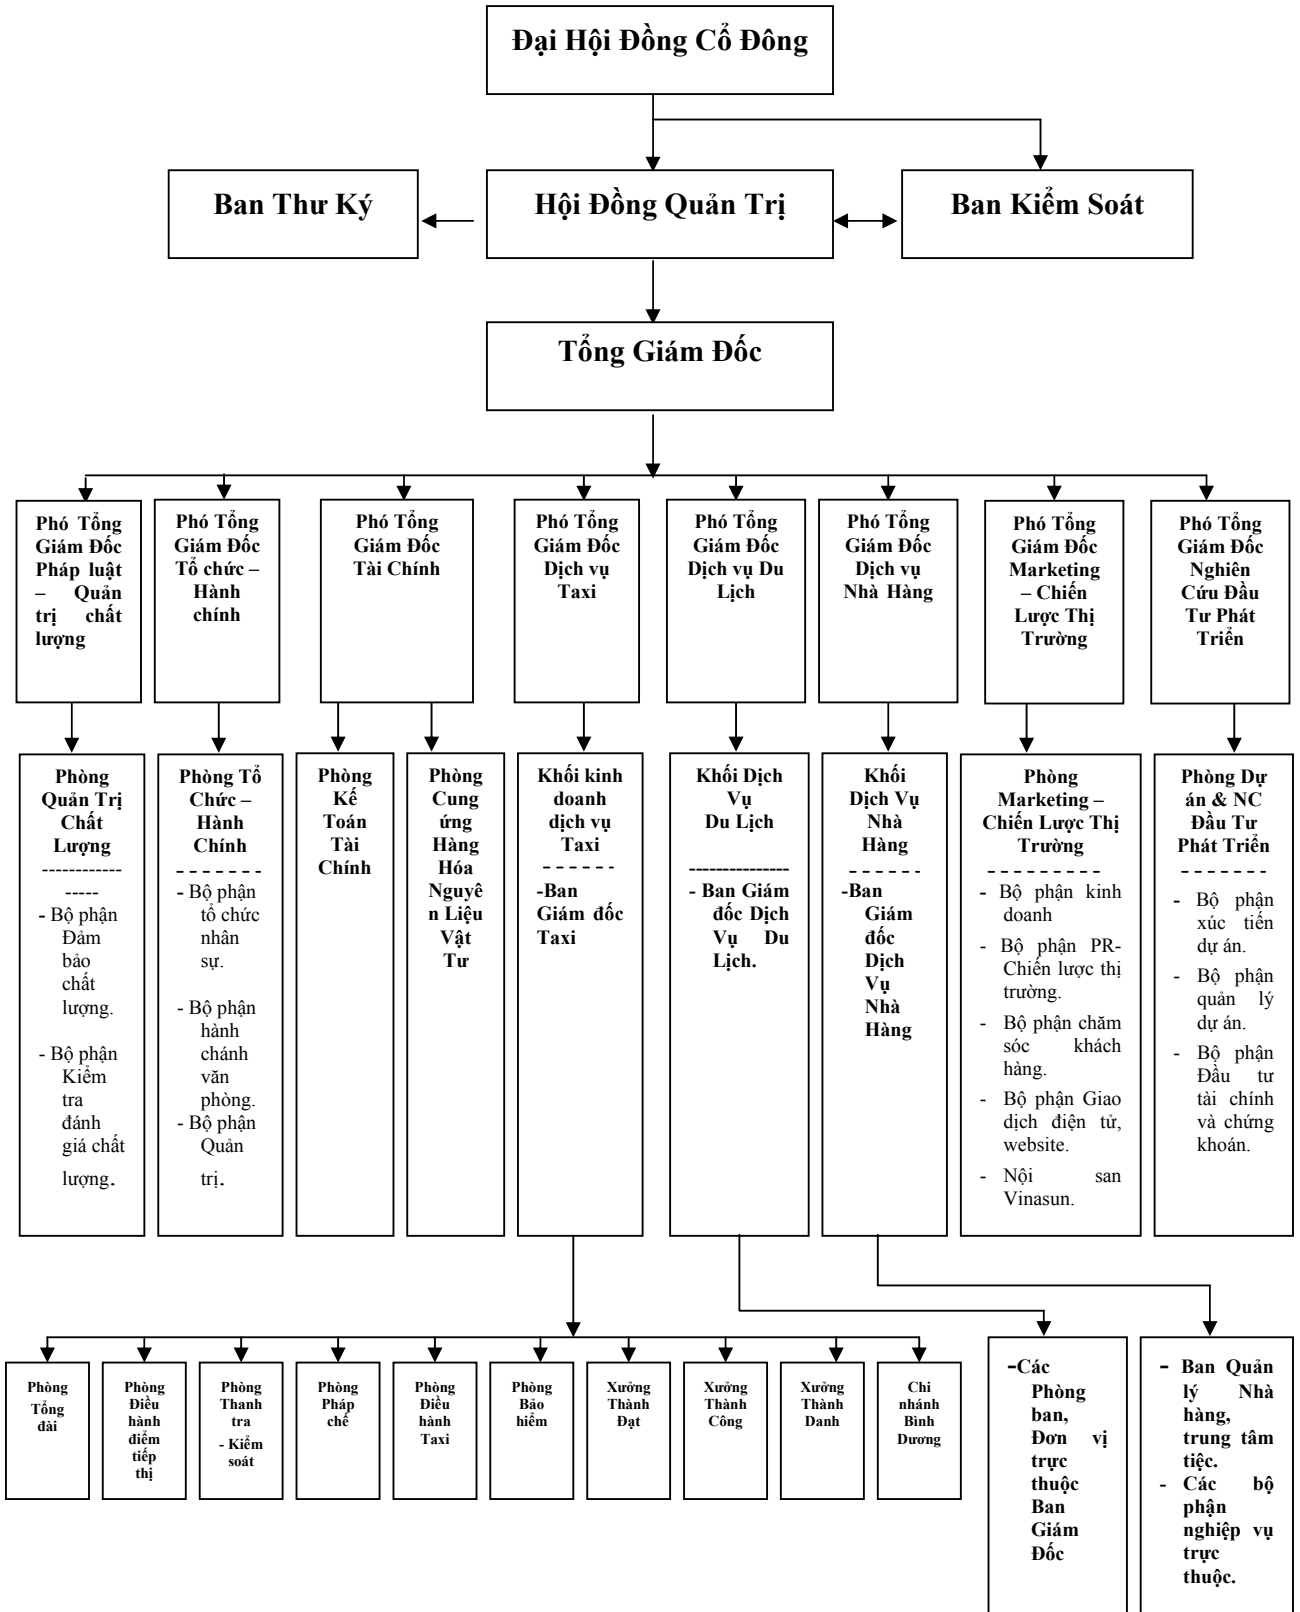 Đại Hội Đồng Cổ Đông
Ban Thư Ký
Hội Đồng Quản Trị
Ban Kiểm Soát
Tổng Giám Đốc
Phó Tổng
Giám Đốc
Pháp luật
– Quản
trị chất
lượng
Phó Tổng
Giám Đốc
Tổ chức –
Hành
chính
Phó Tổng
Giám Đốc
Tài Chính
Phó Tổng
Giám Đốc
Dịch vụ
Taxi
Phó Tổng
Giám Đốc
Dịch vụ Du
Lịch
Phó Tổng
Giám Đốc
Dịch vụ
Nhà Hàng
Phó Tổng
Giám Đốc
Marketing
– Chiến
Lược Thị
Trường
Phó Tổng
Giám Đốc
Nghiên
Cứu Đầu
Tư Phát
Triển
Phòng
Quản Trị
Chất
Lượng
------------
-----
- Bộ phận
Đảm
bảo
chất
lượng.
- Bộ phận
Kiểm
tra
đánh
giá chất
lượng.
Phòng Tổ
Chức –
Hành
Chính
- - - - - - -
- Bộ phận
tổ chức
nhân
sự.
- Bộ phận
hành
chánh
văn
phòng.
- Bộ phận
Quản
trị.
Phòng
Kế
Toán
Tài
Chính
Phòng
Cung
ứng
Hàng
Hóa
Nguyê
n Liệu
Vật
Tư
Khối kinh
doanh
dịch vụ
Taxi
- - - - - -
-Ban
Giám đốc
Taxi
Khối Dịch
Vụ
Du Lịch
---------------
- Ban Giám
đốc Dịch
Vụ Du
Lịch.
Khối
Dịch Vụ
Nhà
Hàng
- - - - - -
-Ban
Giám
đốc
Dịch
Vụ
Nhà
Hàng
Phòng
Marketing –
Chiến Lược Thị
Trường
- - - - - - - - -
- Bộ phận kinh
doanh
- Bộ phận PR-
Chiến lược thị
trường.
- Bộ phận chăm
sóc khách
hàng.
- Bộ phận Giao
dịch điện tử,
website.
- Nội san
Vinasun.
Phòng Dự
án & NC
Đầu Tư
Phát Triển
- - - - - - -
- Bộ phận
xúc tiến
dự án.
- Bộ phận
quản lý
dự án.
- Bộ phận
Đầu tư
tài chính
và chứng
khoán.
Phòng
Tổng
đài
Phòng
Điều
hành
điểm
tiếp
thị
Phòng
Thanh
tra
- Kiểm
soát
Phòng
Pháp
chế
Phòng
Điều
hành
Taxi
Phòng
Bảo
hiểm
Xưởng
Thành
Đạt
Xưởng
Thành
Công
Xưởng
Thành
Danh
Chi
nhánh
Bình
Dương
-Các
Phòng
ban,
Đơn vị
trực
thuộc
Ban
Giám
Đốc
- Ban Quản
lý Nhà
hàng,
trung tâm
tiệc.
- Các bộ
phận
nghiệp vụ
trực
thuộc.